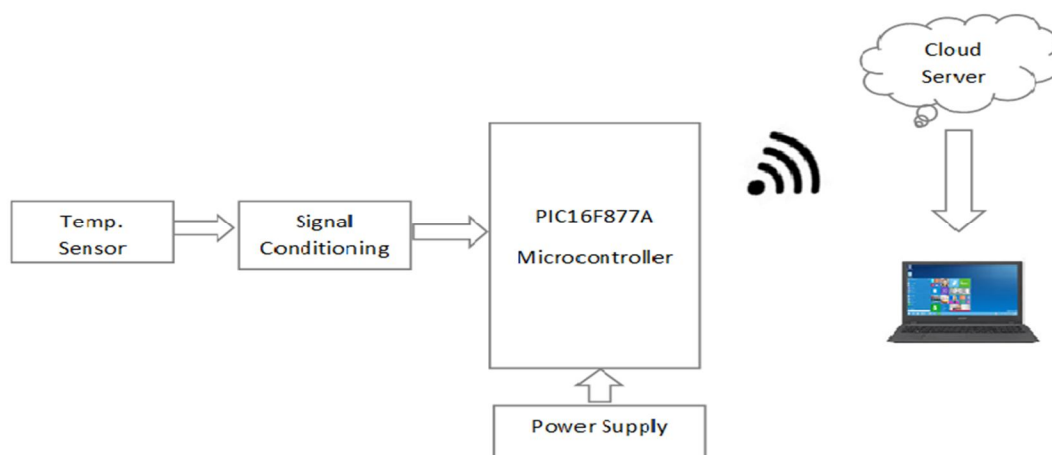 Cloud
Server
Temp.
Sensor
Signal
Conditioning
PIC16F877A
Microcontroller
Power Supply